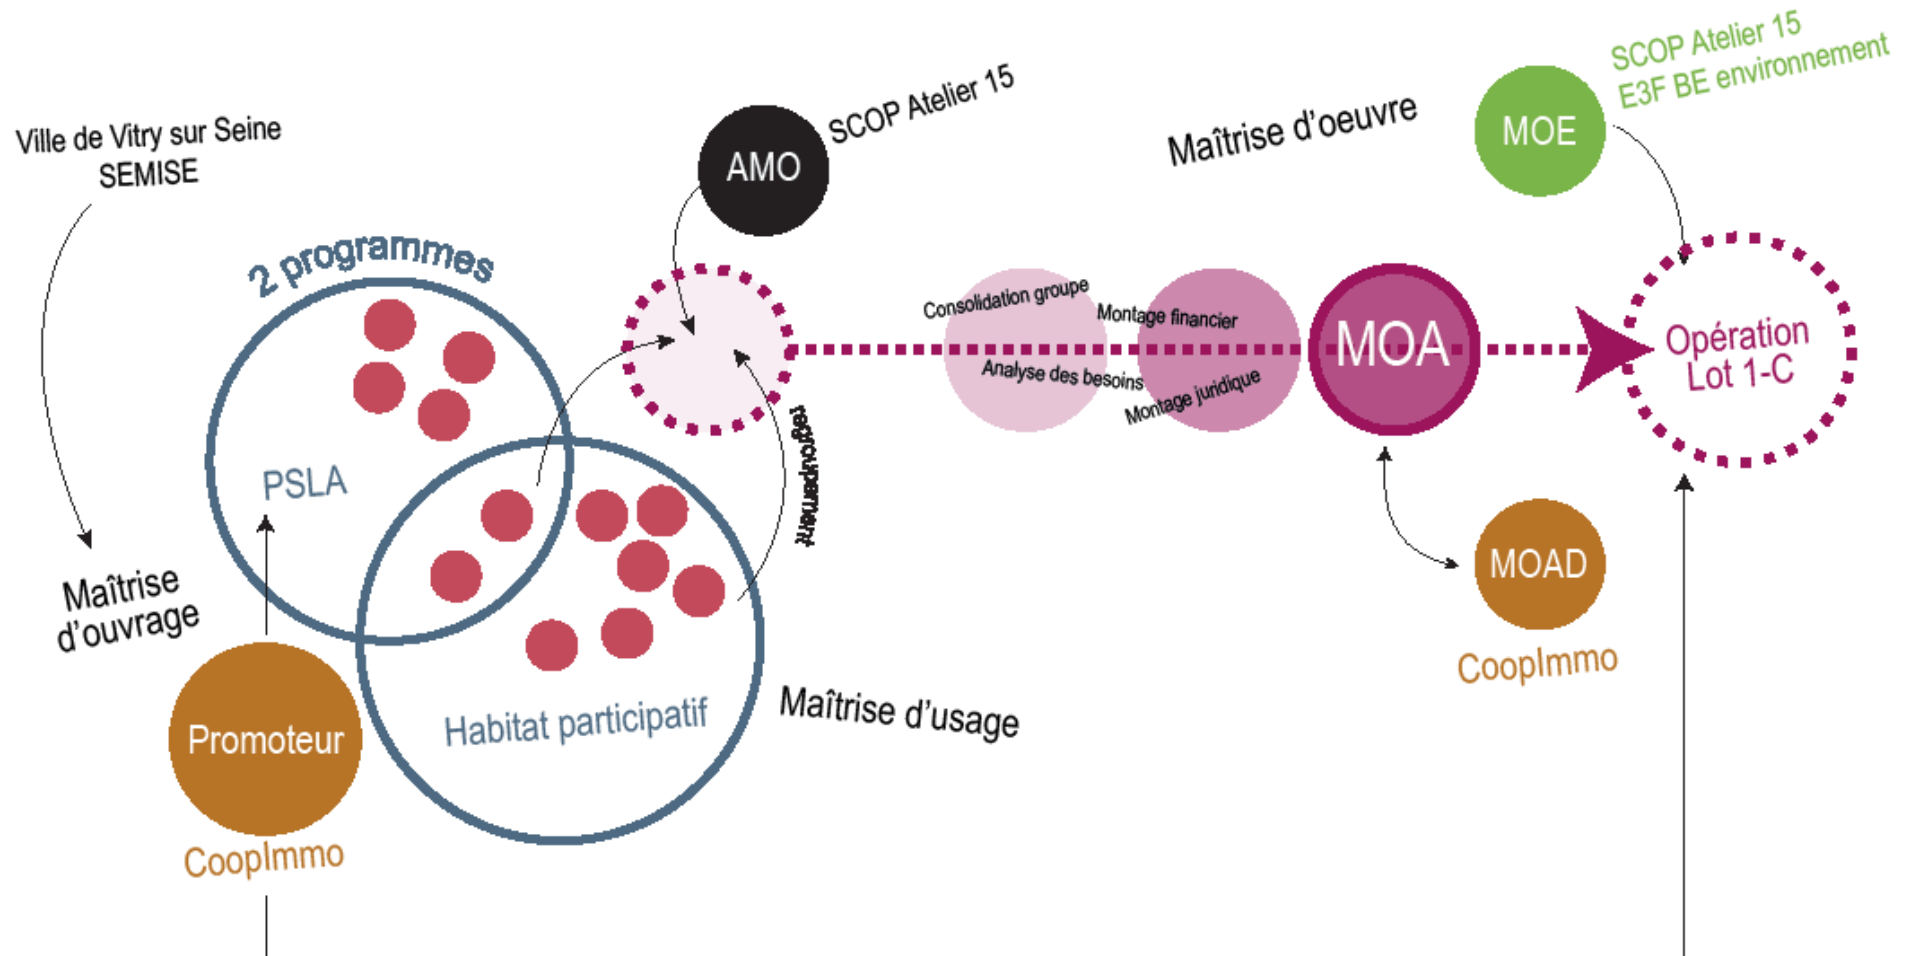 SCOP Atelier 15
E3F BE environnement
MOE
Maîtrise d'oeuvre
SCOP Atelier 15
AMO
Ville de Vitry sur Seine
SEMISE
2 programmes
Consolidation groupe
Montage financier
MOA
Opération
Lot 1-C
Analyse des besoins
Montage juridique
regroupement
PSLA
Maîtrise
d'ouvrage
MOAD
CoopImmo
Habitat participatif
Maîtrise d'usage
Promoteur
CoopImmo